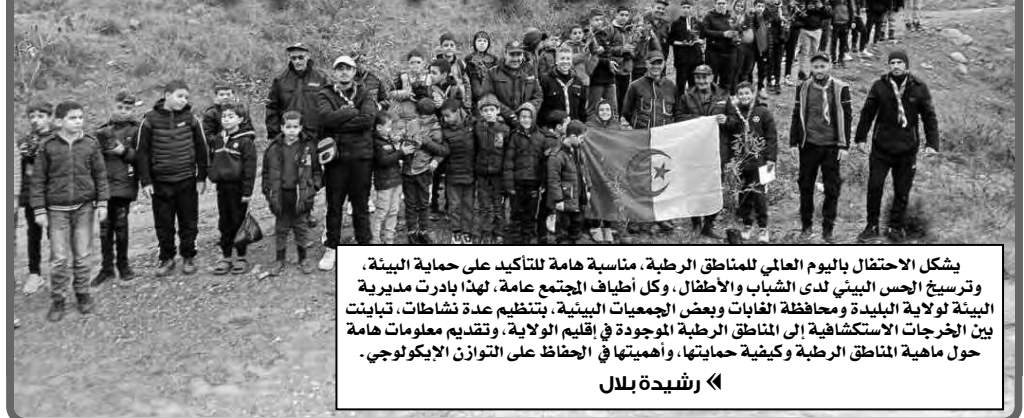 يشكل الاحتفال باليوم العالمي للمناطق الرطبة، مناسبة هامة للتأكيد على حماية البيئة،
وترسيخ الحس البيئي لدى الشباب والأطفال، وكل أطياف المجتمع عامة، لهذا بادرت مديرية
البيئة لولاية البليدة ومحافظة الغابات وبعض الجمعيات البيئية، بتنظيم عدة نشاطات، تباينت
بين الخرجات الاستكشافية إلى المناطق الرطبة الموجودة في إقليم الولاية، وتقديم معلومات هامة
حول ماهية المناطق الرطبة وكيفية حمايتها، وأهميتها في الحفاظ على التوازن الإيكولوجي.
» رشيدة بلال